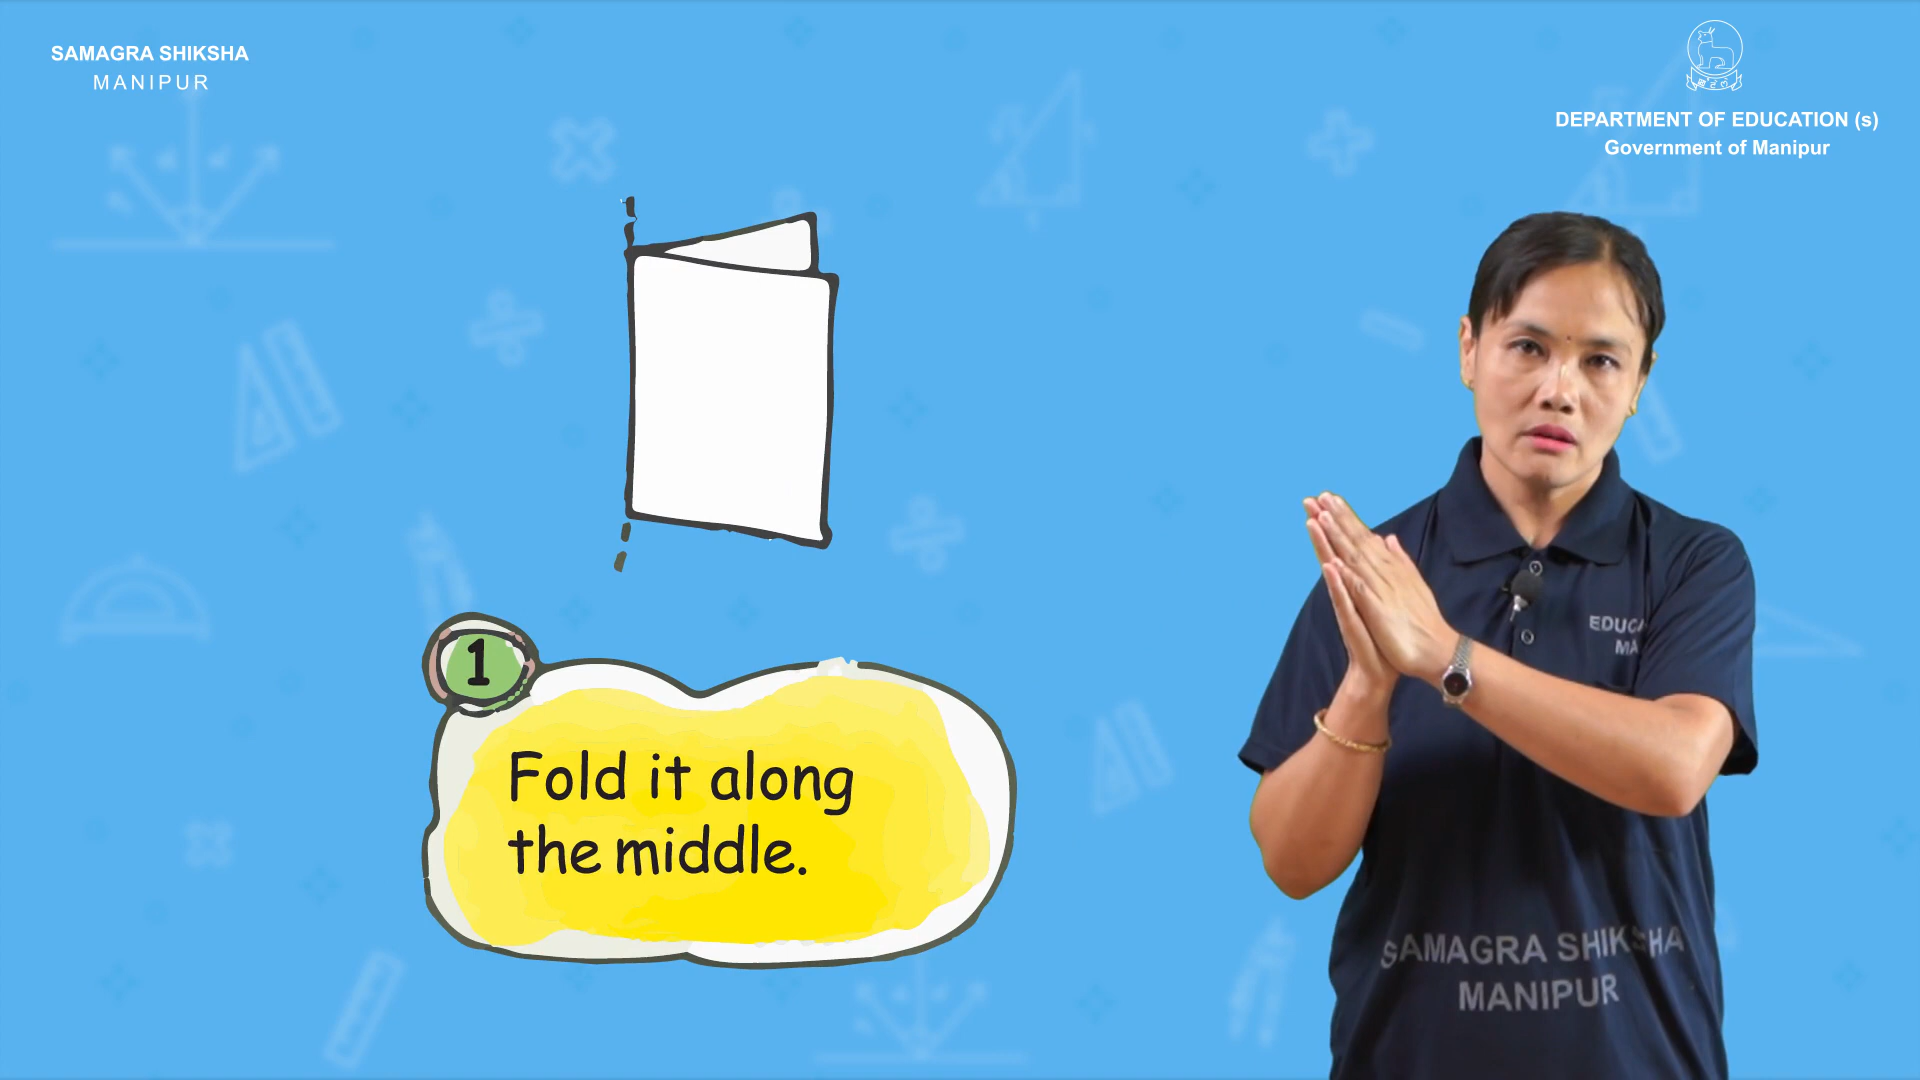 SAMAGRA SHIKSHA
MANIPUR
DEPARTMENT OF EDUCATION (s)
Government of Manipur
1
Fold it along
the middle.
SAMAGRA SHIKSHA
MANIPUR